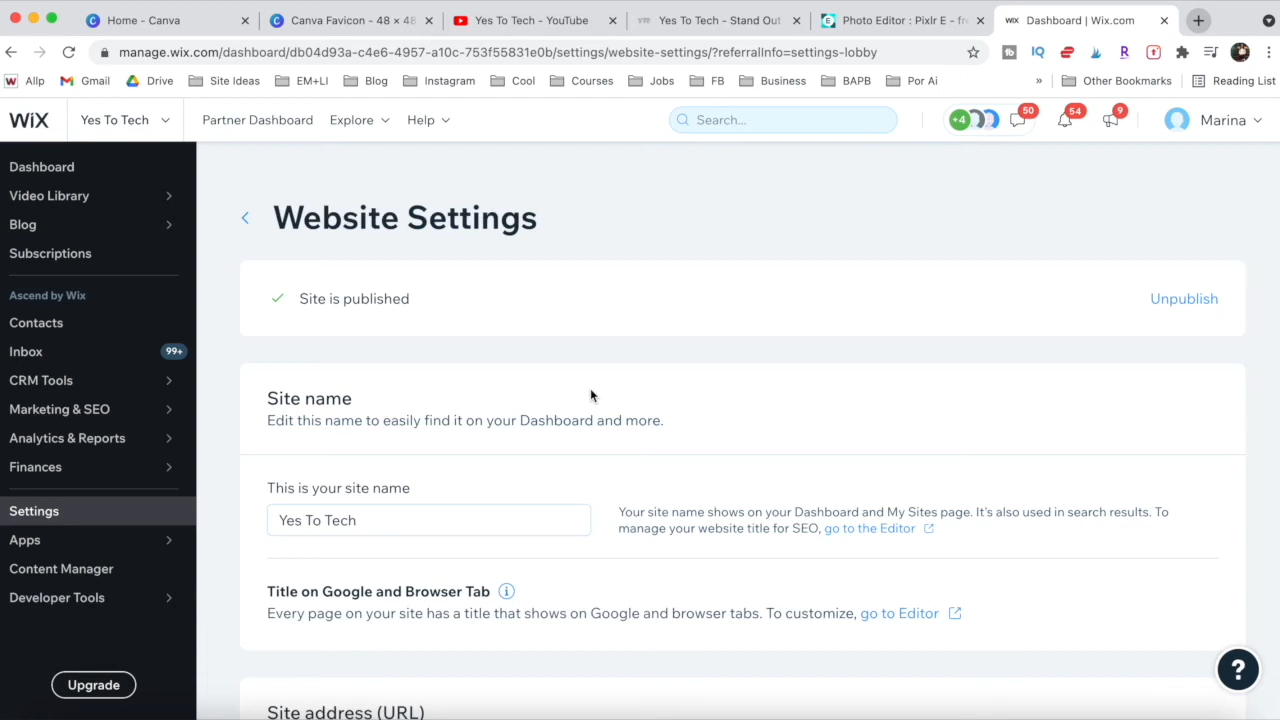 Home - Canva
Canva Favicon - 48 × 48
Yes To Tech - YouTube
Yes To Tech - Stand Out
Photo Editor : Pixlr E - fre
WiX Dashboard | Wix.com
manage.wix.com/dashboard/db04d93a-c4e6-4957-a10c-753f55831e0b/settings/website-settings/?referralInfo=settings-lobby
Allp Gmail Drive Site Ideas EM+LI Blog Instagram Cool Courses Jobs FB Business BAPB Por Ai » Other Bookmarks Reading List
WiX Yes To Tech Partner Dashboard Explore Help Search... +4 50 54 9 Marina
Dashboard
Video Library
Blog
Subscriptions
Ascend by Wix
Contacts
Inbox 99+
CRM Tools
Marketing & SEO
Analytics & Reports
Finances
Settings
Apps
Content Manager
Developer Tools
Upgrade
Website Settings
Site is published Unpublish
Site name
Edit this name to easily find it on your Dashboard and more.
This is your site name
Yes To Tech
Your site name shows on your Dashboard and My Sites page. It's also used in search results. To
manage your website title for SEO, go to the Editor
Title on Google and Browser Tab
Every page on your site has a title that shows on Google and browser tabs. To customize, go to Editor
?
Site address (URL)